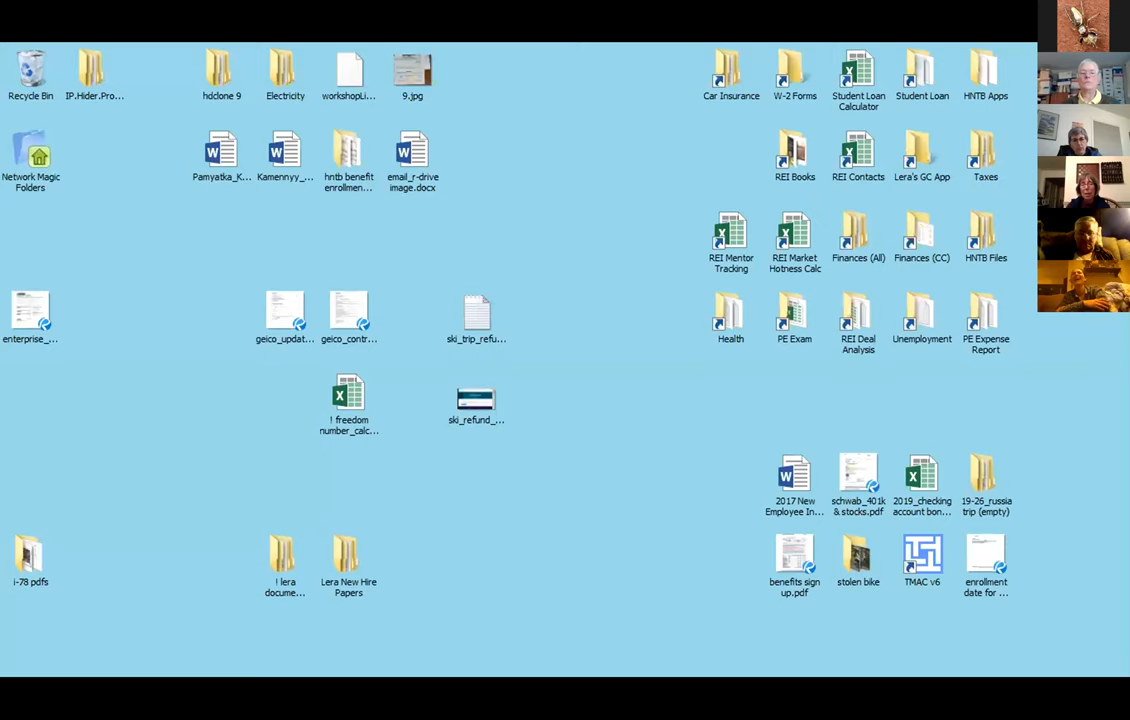 Recycle Bin
IP.Hider.Pro...
hdclone 9
Electricity
workshopLi...
9.jpg
Car Insurance
W-2 Forms
Student Loan
Calculator
Student Loan
HNTB Apps
Network Magic
Folders
Pamyatka_K...
Kamennyy_...
hntb benefit
enrollmen...
email_r-drive
image.docx
REI Books
REI Contacts
Lera's GC App
Taxes
REI Mentor
Tracking
REI Market
Hotness Calc
Finances (All)
Finances (CC)
HNTB Files
enterprise_...
geico_updat...
geico_contr...
ski_trip_refu...
Health
PE Exam
REI Deal
Analysis
Unemployment
PE Expense
Report
! freedom
number_calc...
ski_refund_...
2017 New
Employee In...
schwab_401k
& stocks.pdf
2019_checking
account bon...
19-26_russia
trip (empty)
i-78 pdfs
! lera
docume...
Lera New Hire
Papers
benefits sign
up.pdf
stolen bike
TMAC v6
enrollment
date for ...